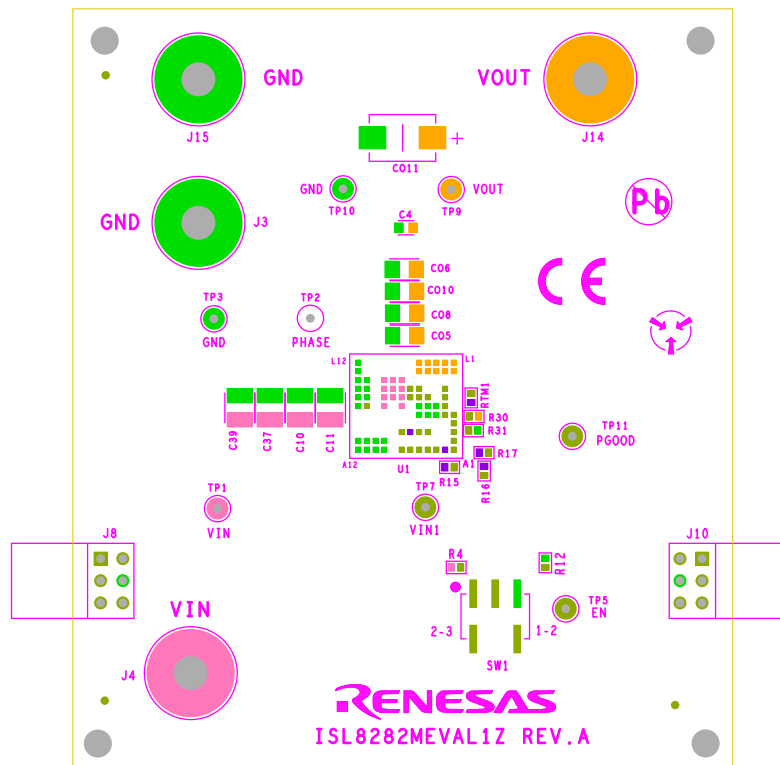 GND
VOUT
J15
J14
+
CO11
GND
VOUT
TP10
TP9
Pb
GND
J3
C4
CO6
CE
CO10
TP3
TP2
CO8
GND
PHASE
CO5
L12
L1
RTM1
R30
R31
TP11
PGOOD
C39
C37
C10
C11
A12
U1
A1
R17
R15
R16
TP1
TP7
VIN
VIN1
J8
J10
R4
R12
VIN
TP5
EN
2-3
1-2
SW1
J4
RENESAS
ISL8282MEVAL1Z REV.A